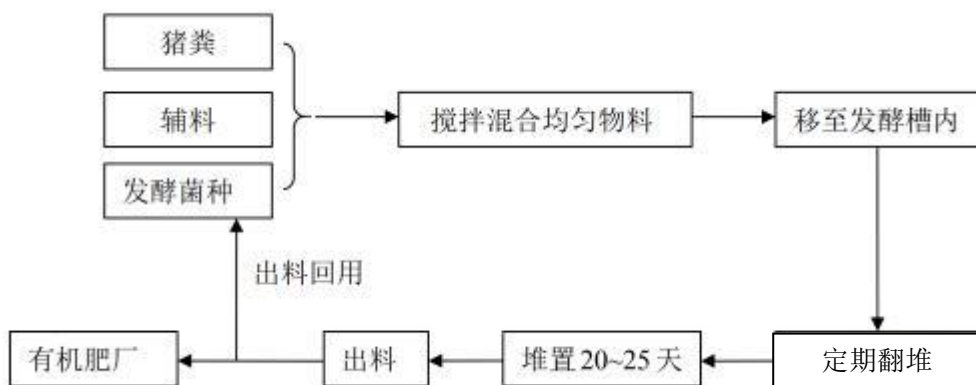 猪粪
辅料
发酵菌种
搅拌混合均匀物料
移至发酵槽内
出料回用
有机肥厂
出料
堆置20~25天
定期翻堆